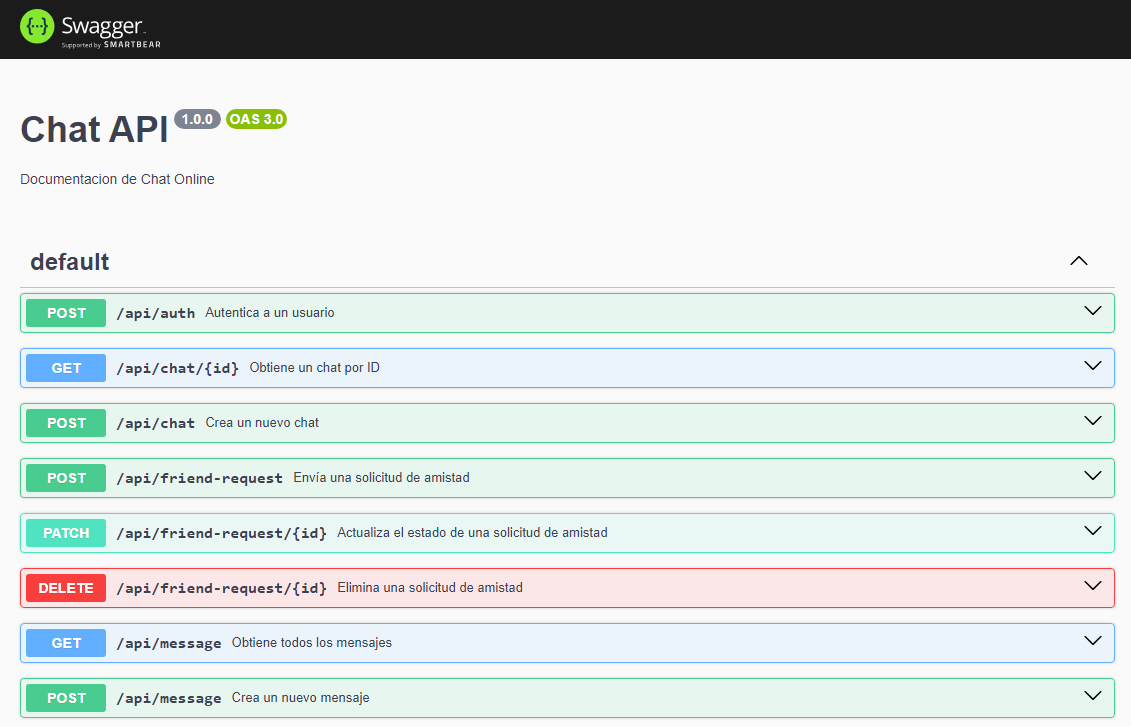 {···} Swagger
Supported by SMARTBEAR
Chat API 1.0.0 OAS 3.0
Documentacion de Chat Online
default
POST /api/auth Autentica a un usuario
GET /api/chat/{id} Obtiene un chat por ID
POST /api/chat Crea un nuevo chat
POST /api/friend-request Envía una solicitud de amistad
PATCH /api/friend-request/{id} Actualiza el estado de una solicitud de amistad
DELETE /api/friend-request/{id} Elimina una solicitud de amistad
GET /api/message Obtiene todos los mensajes
POST /api/message Crea un nuevo mensaje